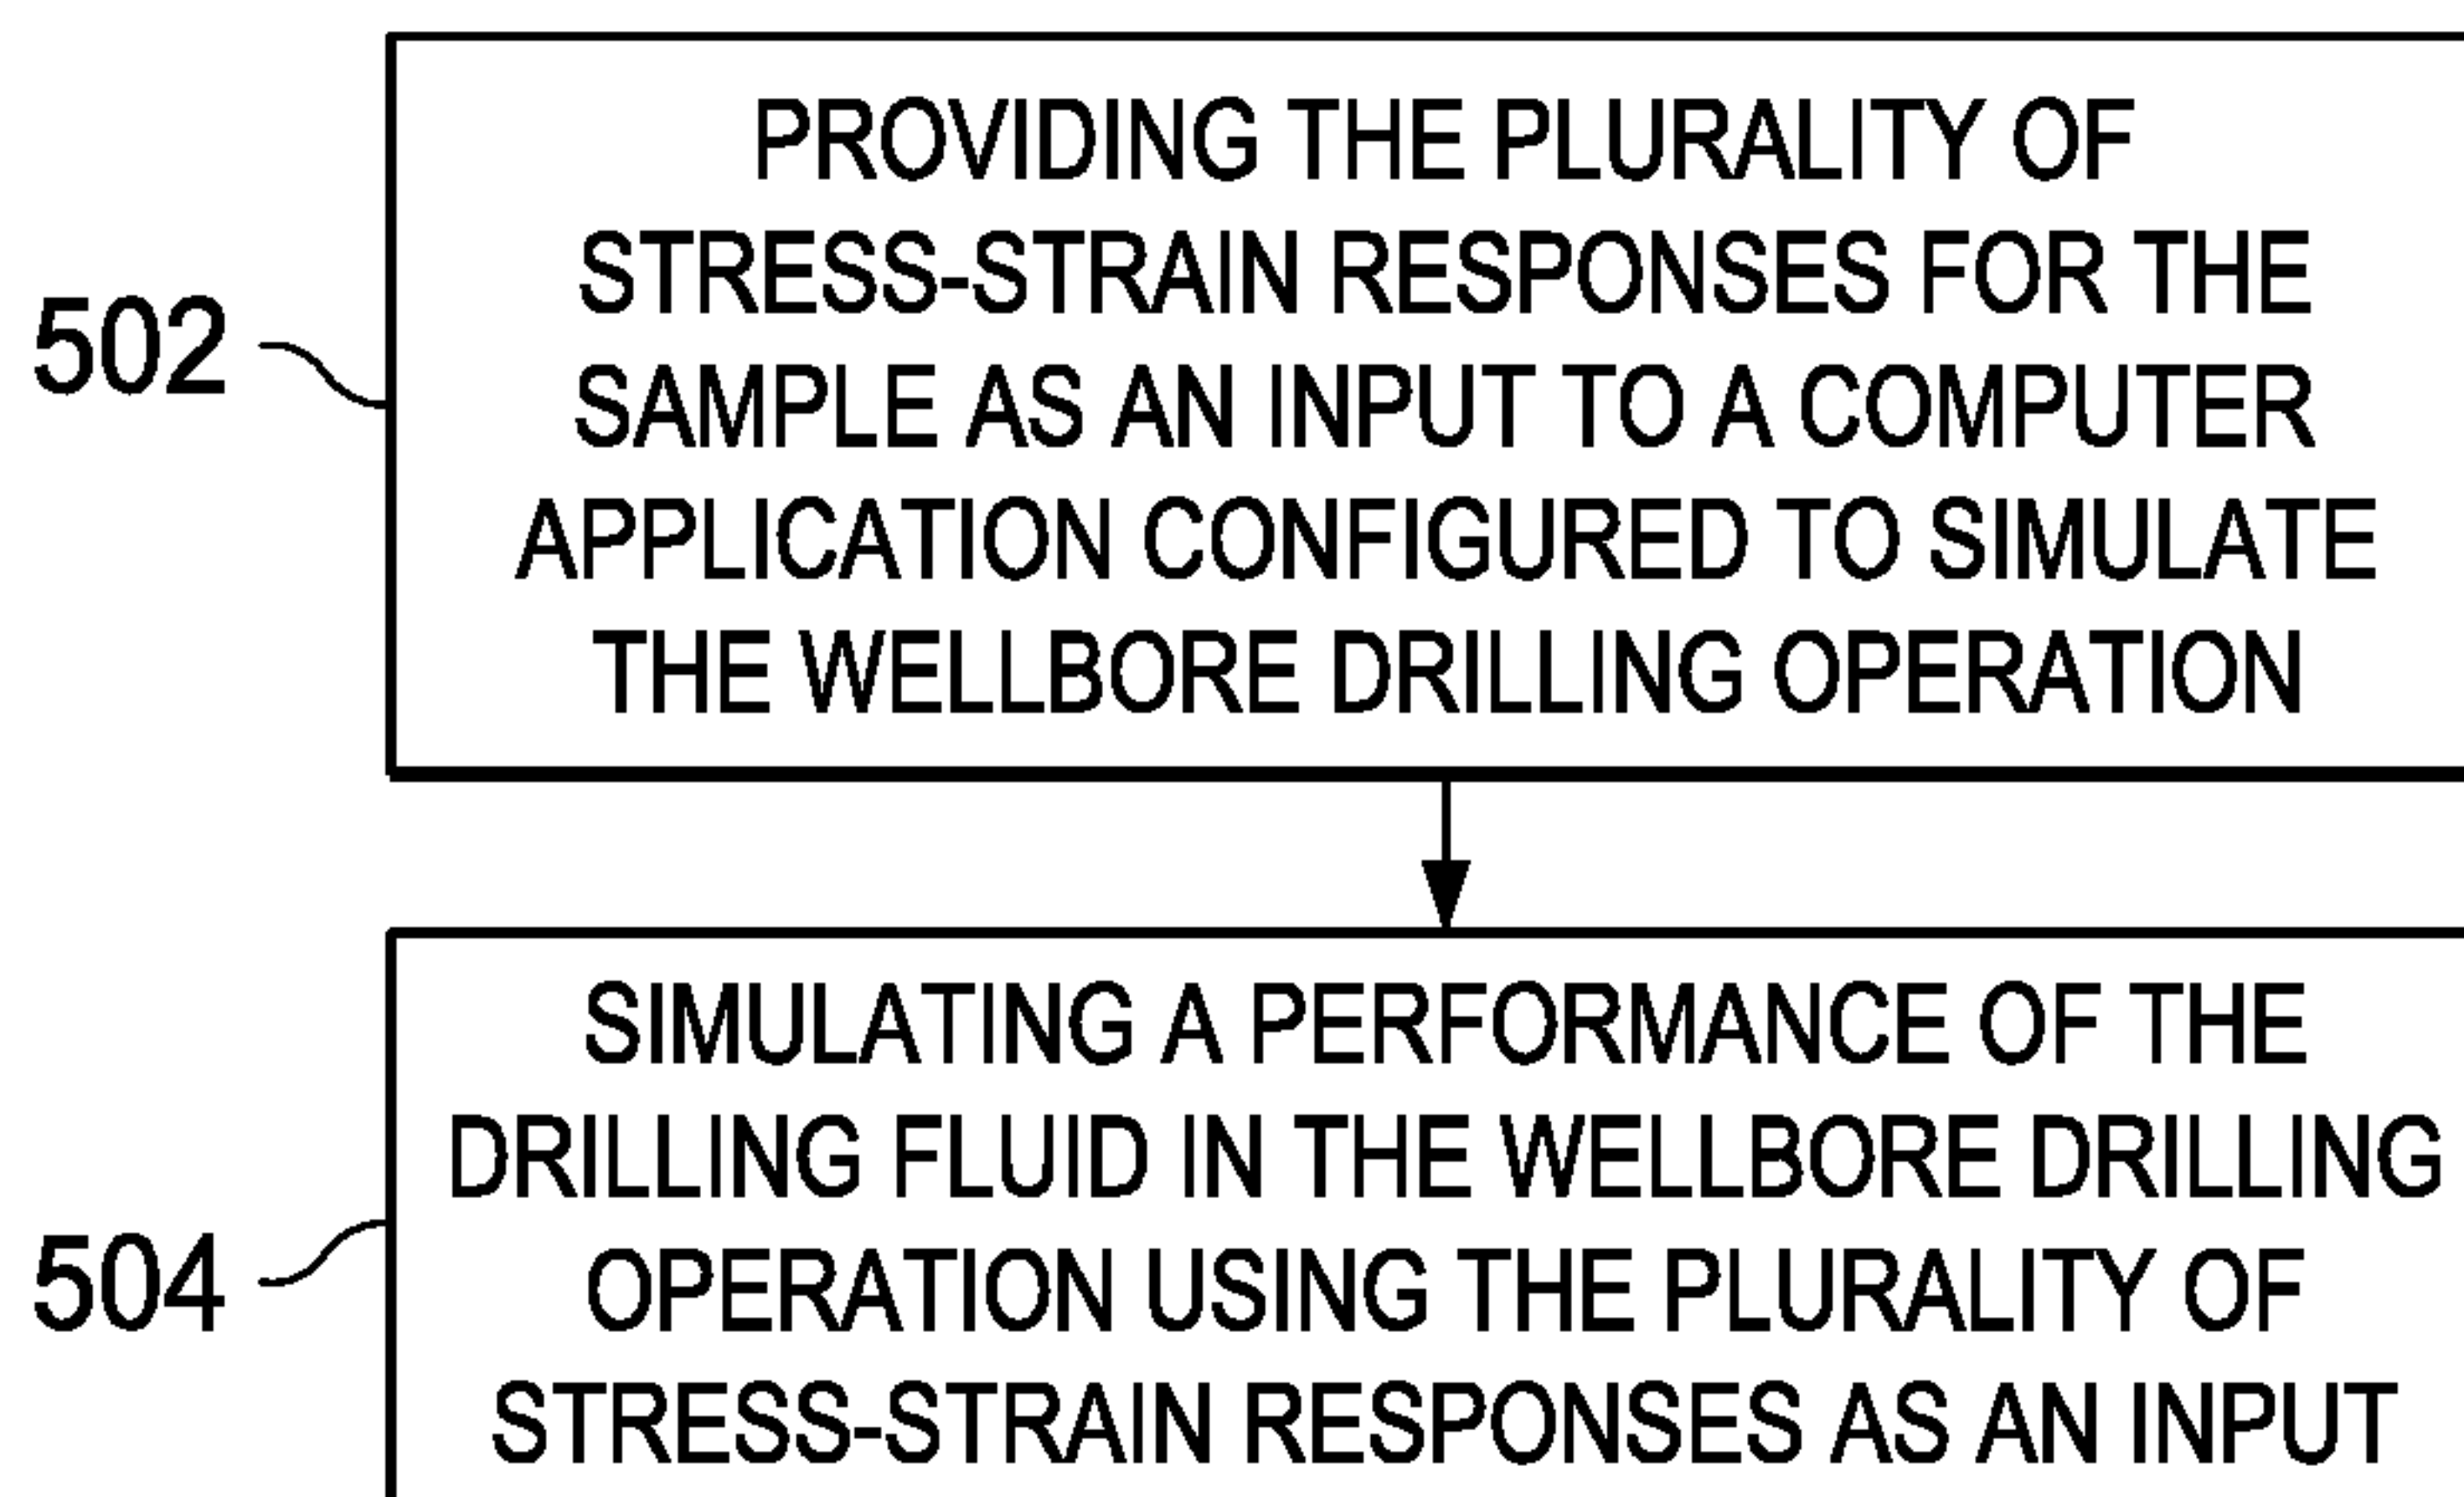 502
PROVIDING THE PLURALITY OF
STRESS-STRAIN RESPONSES FOR THE
SAMPLE AS AN INPUT TO A COMPUTER
APPLICATION CONFIGURED TO SIMULATE
THE WELLBORE DRILLING OPERATION
504
SIMULATING A PERFORMANCE OF THE
DRILLING FLUID IN THE WELLBORE DRILLING
OPERATION USING THE PLURALITY OF
STRESS-STRAIN RESPONSES AS AN INPUT